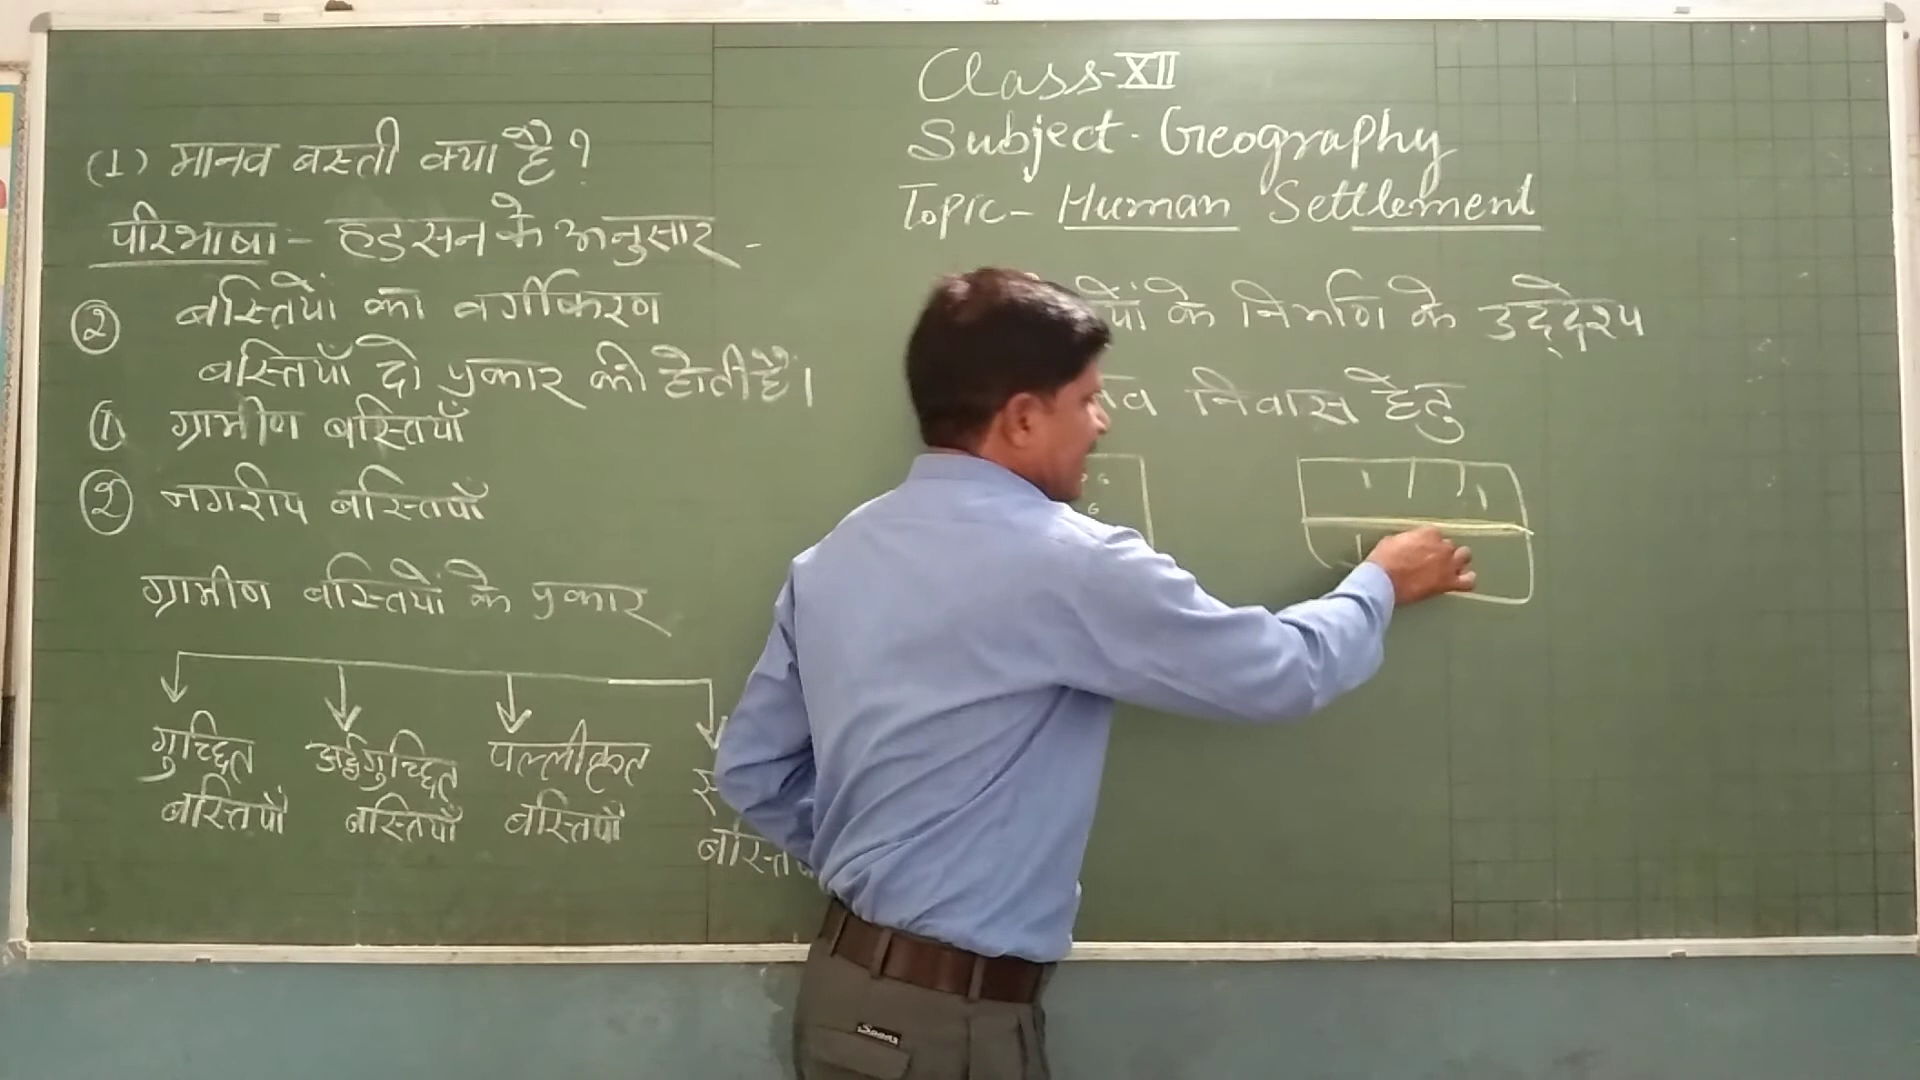 Class-XII
Subject- Geography
Topic- Human Settlement
(1) मानव बस्ती क्या है?
परिभाषा - हडसन के अनुसार -
② बस्तियों का वर्गीकरण
बस्तियाँ दो प्रकार की होती हैं।
① ग्रामीण बस्तियाँ
② नगरीय बस्तियाँ
ग्रामीण बस्तियों के प्रकार
गुच्छित बस्तियाँ
अर्द्धगुच्छित बस्तियाँ
पल्लीकृत बस्तियाँ
के निर्माण के उद्देश्य
निवास हेतु